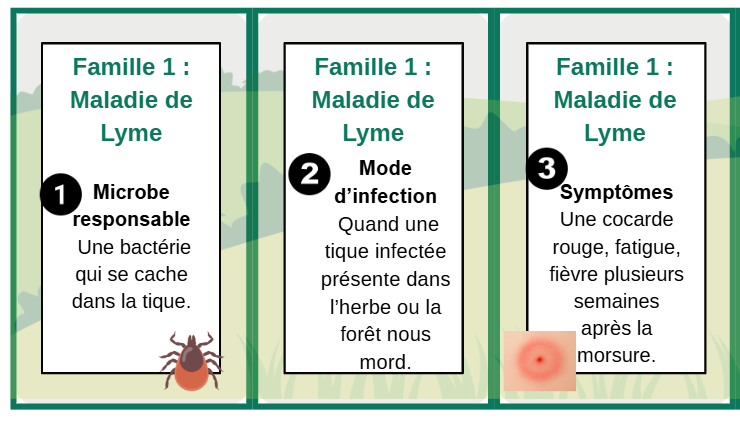 Famille 1 :
Maladie de
Lyme
1
Microbe
responsable
Une bactérie
qui se cache
dans la tique.
Famille 1 :
Maladie de
Lyme
2
Mode
d’infection
Quand une
tique infectée
présente dans
l’herbe ou la
forêt nous
mord.
Famille 1 :
Maladie de
Lyme
3
Symptômes
Une cocarde
rouge, fatigue,
fièvre plusieurs
semaines
après la
morsure.